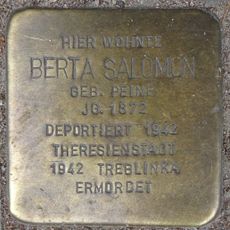 HIER WOHNTE
BERTA SALOMON
GEB. PEINE
JG. 1872
DEPORTIERT 1942
THERESIENSTADT
1942 TREBLINKA
ERMORDET